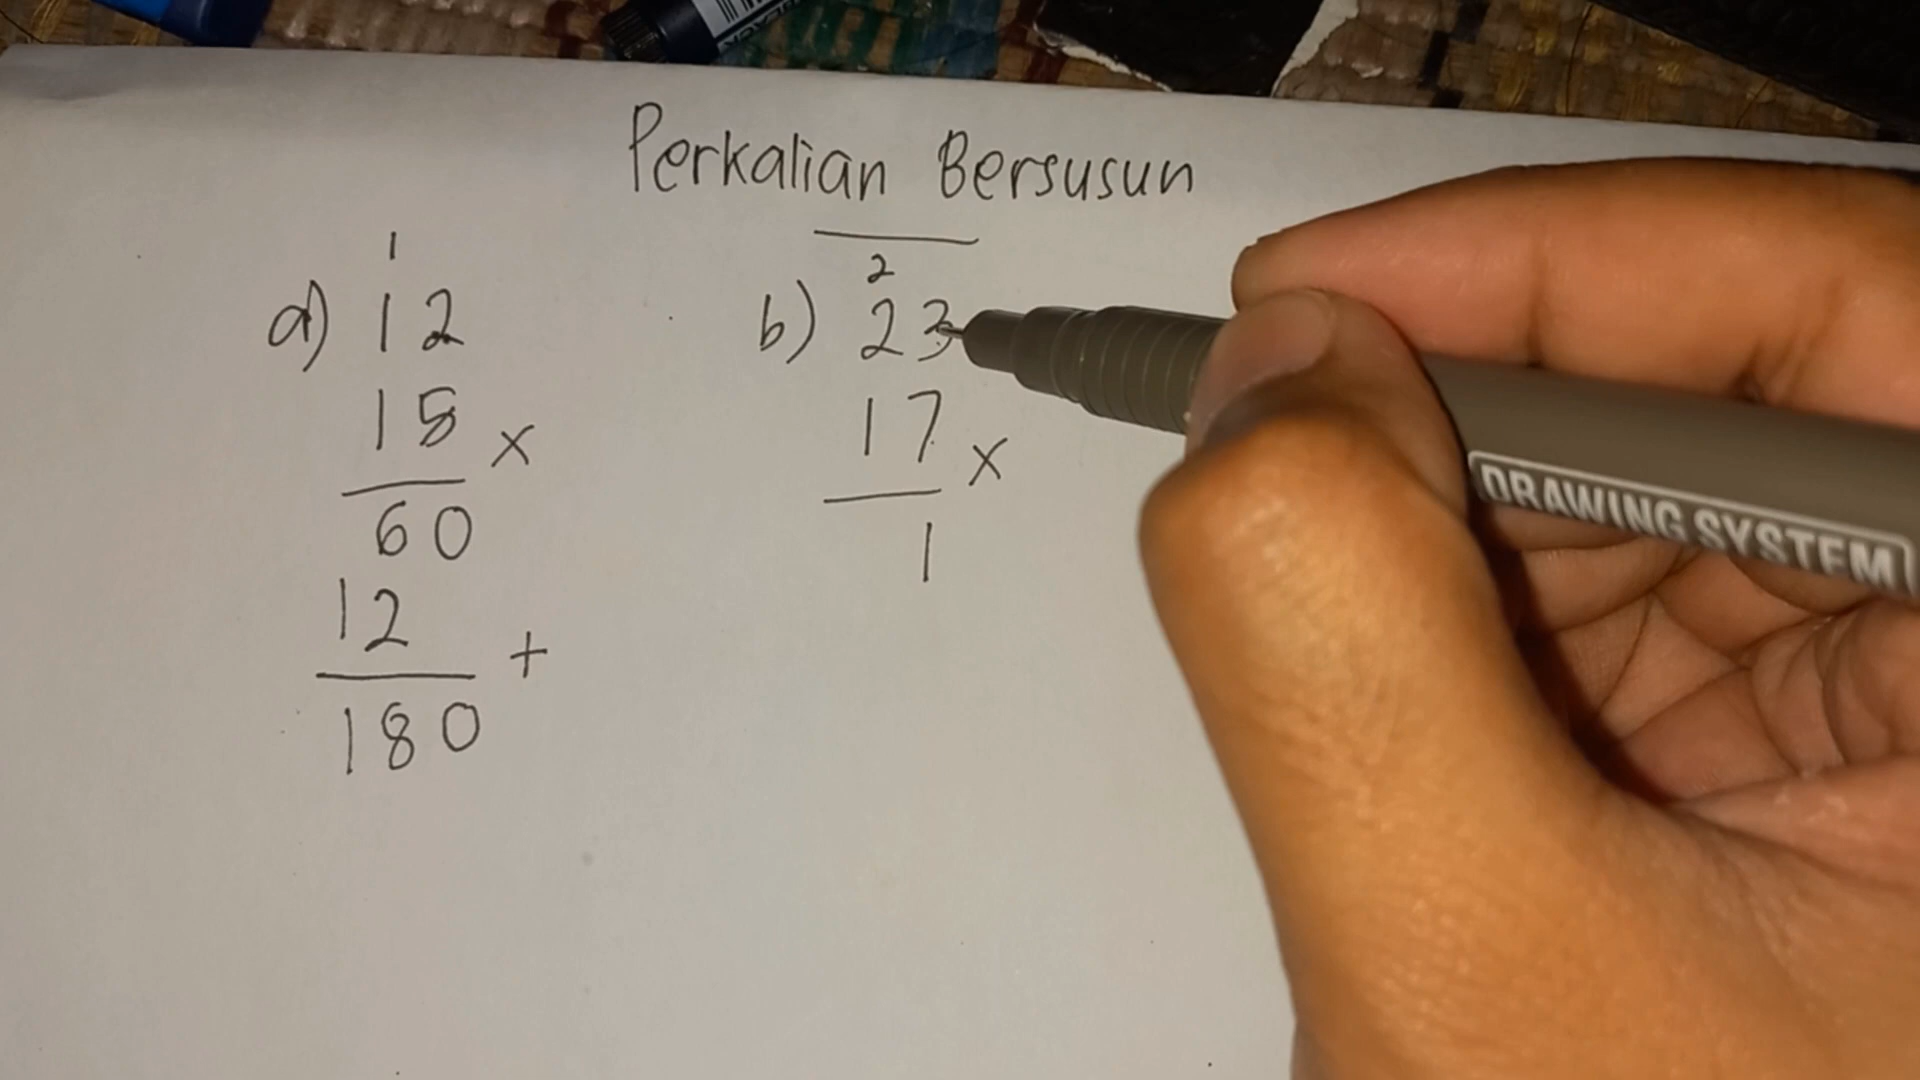 Perkalian Bersusun
1
a) 12
15 x
60
12 +
180
2
b) 23
17 x
1
DRAWING SYSTEM